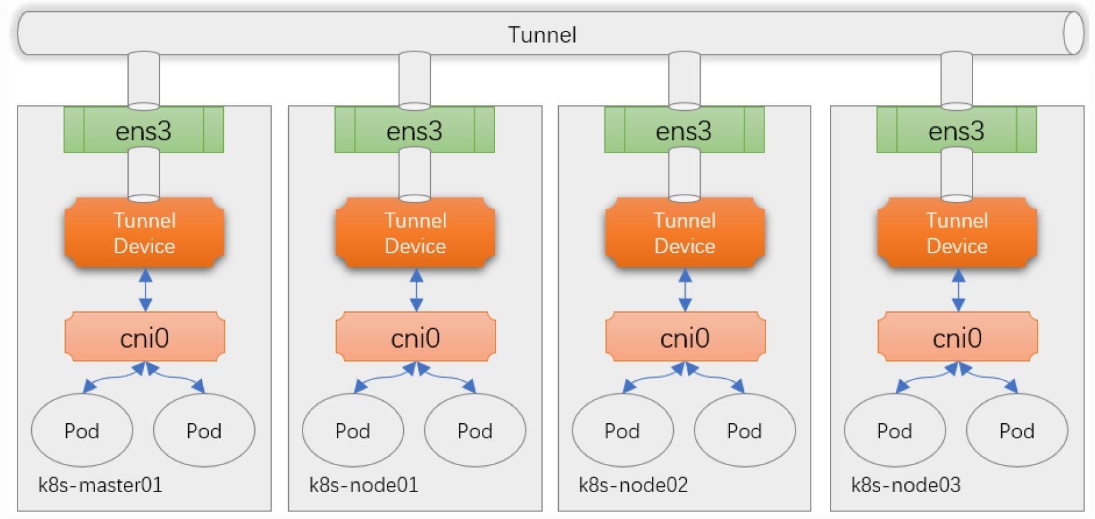 Tunnel
ens3
ens3
ens3
ens3
Tunnel
Device
Tunnel
Device
Tunnel
Device
Tunnel
Device
cni0
cni0
cni0
cni0
Pod
Pod
Pod
Pod
Pod
Pod
Pod
Pod
k8s-master01
k8s-node01
k8s-node02
k8s-node03